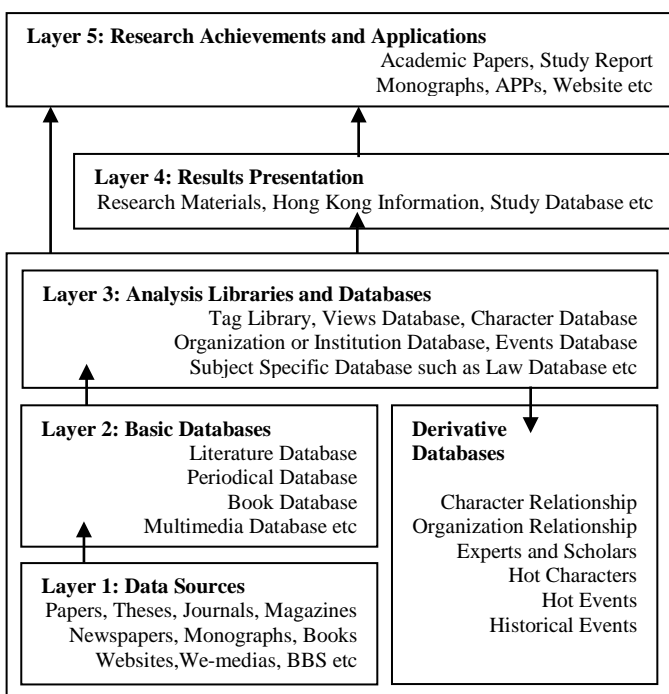 Layer 5: Research Achievements and Applications
Academic Papers, Study Report
Monographs, APPs, Website etc
Layer 4: Results Presentation
Research Materials, Hong Kong Information, Study Database etc
Layer 3: Analysis Libraries and Databases
Tag Library, Views Database, Character Database
Organization or Institution Database, Events Database
Subject Specific Database such as Law Database etc
Layer 2: Basic Databases
Literature Database
Periodical Database
Book Database
Multimedia Database etc
Derivative
Databases
Character Relationship
Organization Relationship
Experts and Scholars
Hot Characters
Hot Events
Historical Events
Layer 1: Data Sources
Papers, Theses, Journals, Magazines
Newspapers, Monographs, Books
Websites,We-medias, BBS etc